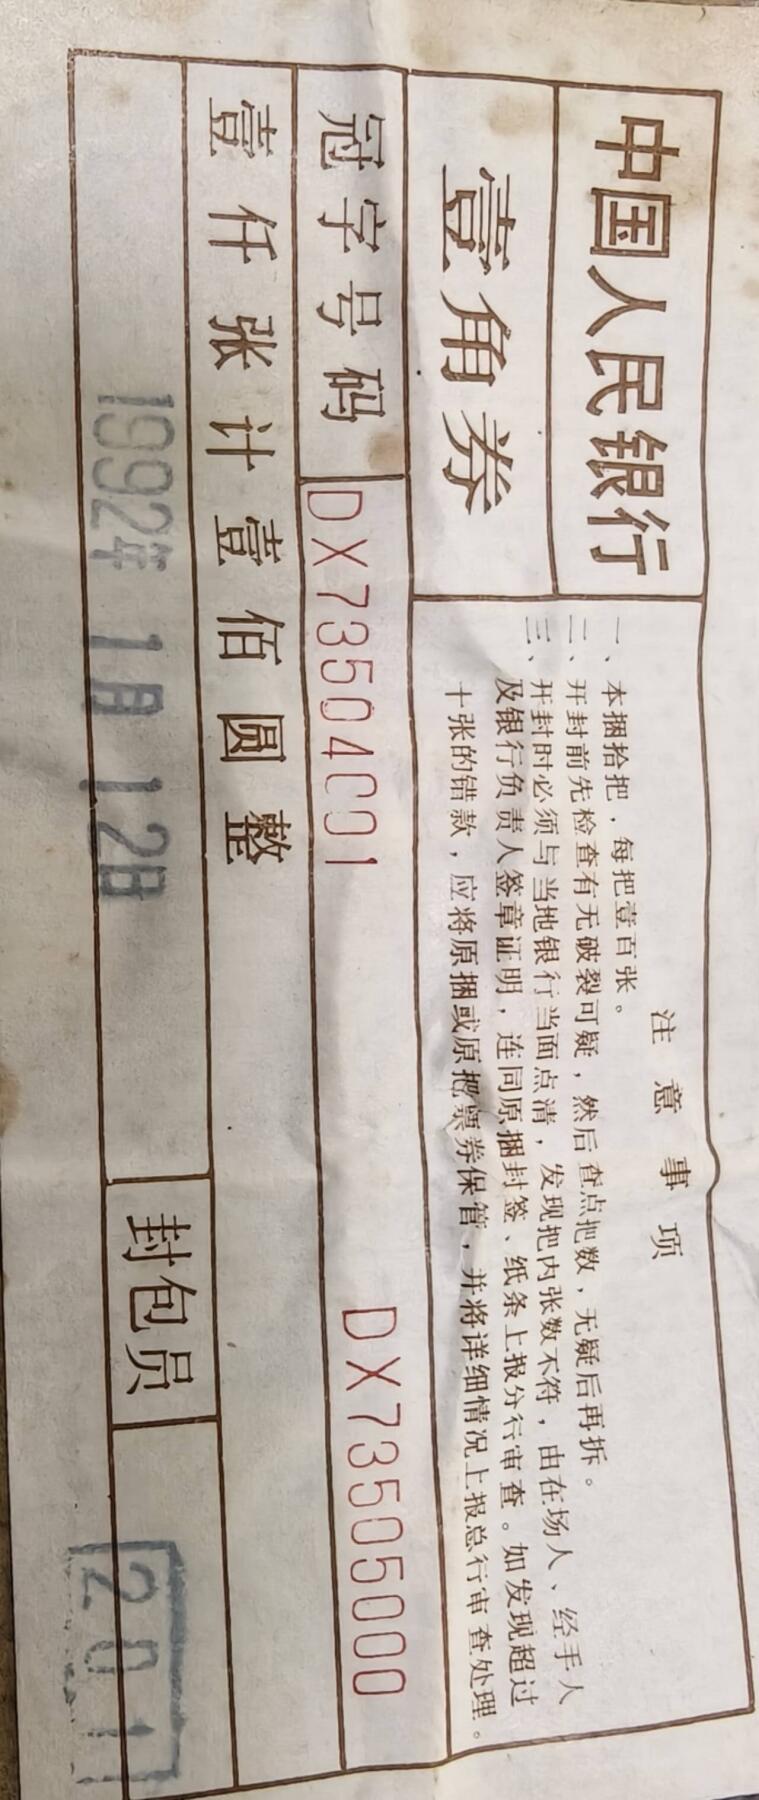 中国人民银行
壹角券
注意事项
一、本捆拾把，每把壹百张。
二、开封前先检查有无破裂可疑，然后查点把数，无疑后再拆。
三、开封时必须与当地银行当面点清，发现把内张数不符，由在场人、经手人
及银行负责人签章证明，连同原捆封签、纸条上报分行审查。如发现超过
十张的错款，应将原捆或原把票券保管，并将详细情况上报总行审查处理。
冠字号码 DX73504001 DX73505000
壹仟张计壹佰圆整
1992年1月12日 封包员 201